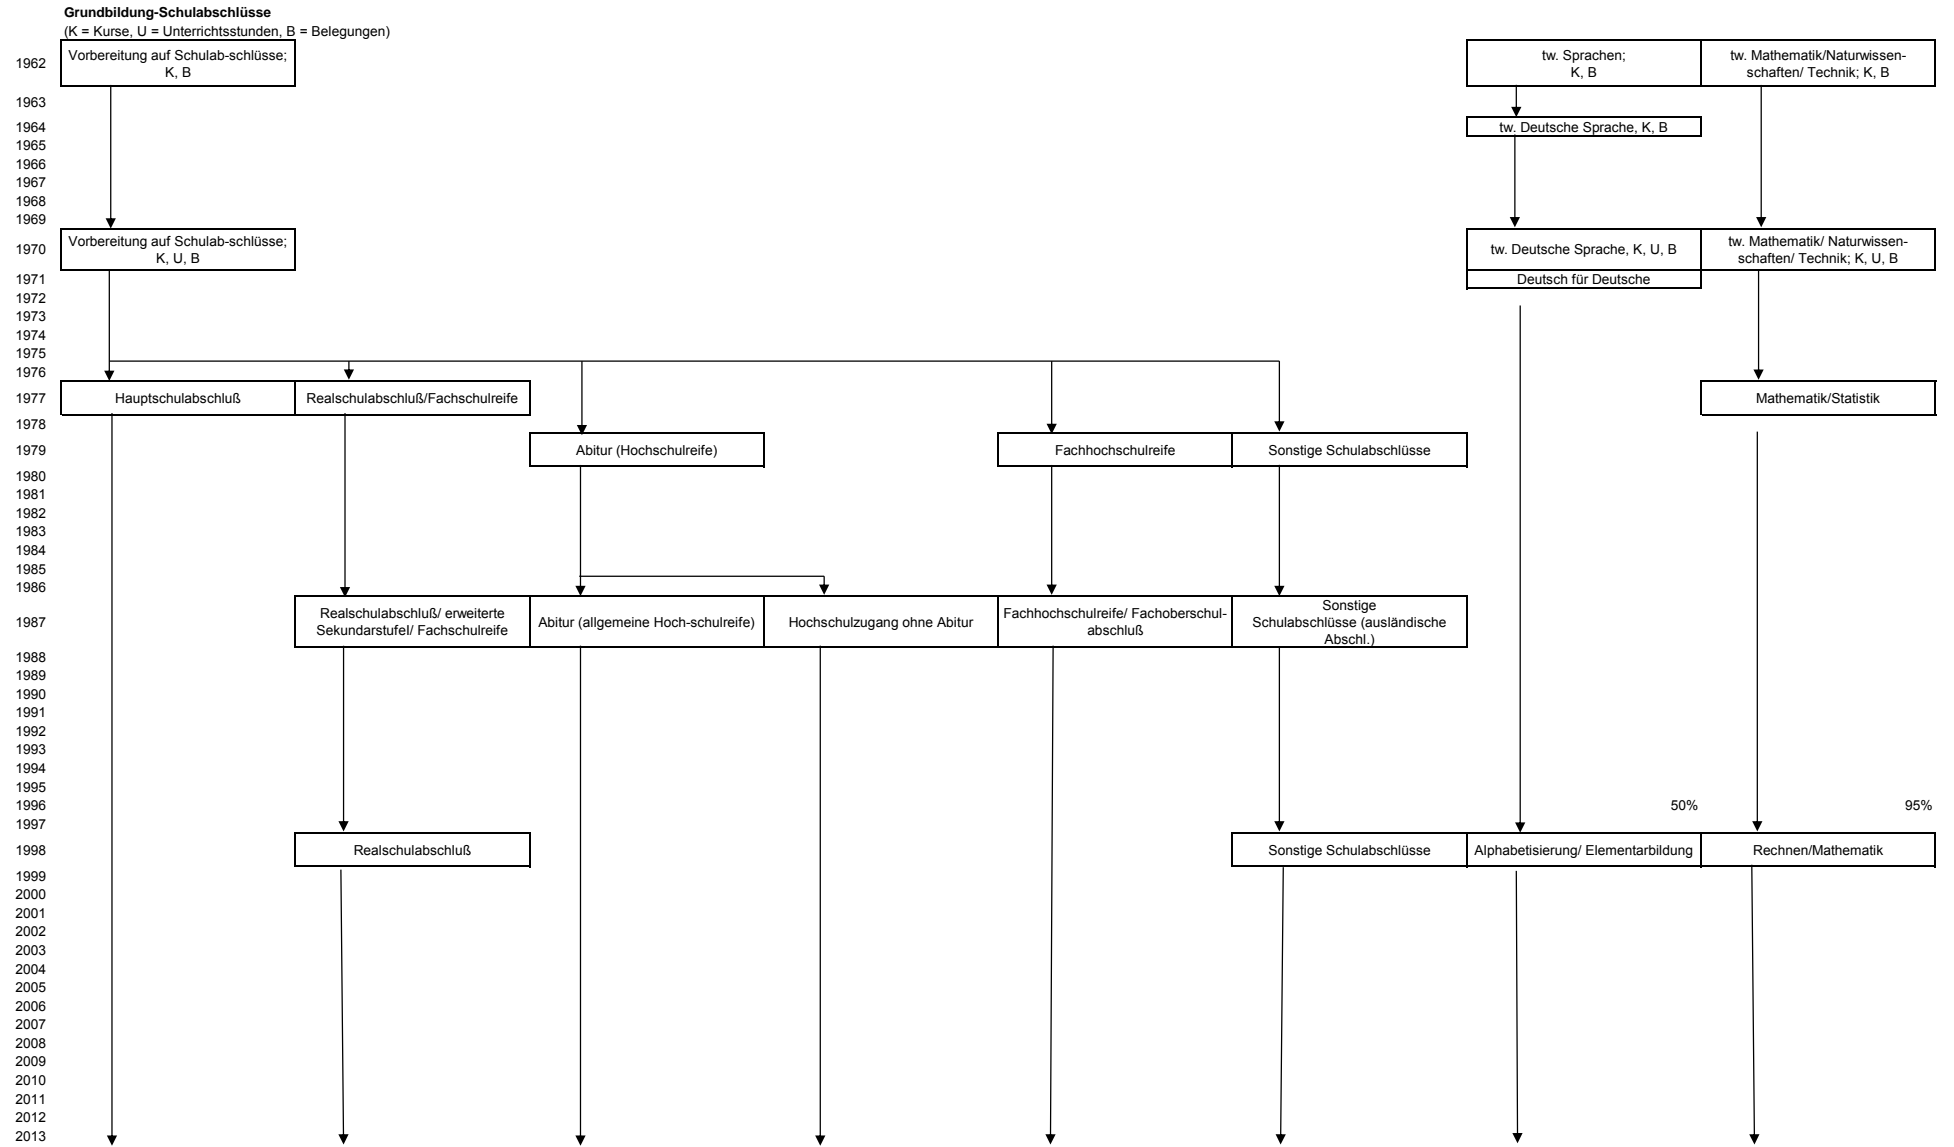 Grundbildung-Schulabschlüsse
(K = Kurse, U = Unterrichtsstunden, B = Belegungen)
1962
Vorbereitung auf Schulab-schlüsse;
K, B
tw. Sprachen;
K, B
tw. Mathematik/Naturwissen-
schaften/ Technik; K, B
1963
1964
tw. Deutsche Sprache, K, B
1965
1966
1967
1968
1969
1970
Vorbereitung auf Schulab-schlüsse;
K, U, B
tw. Deutsche Sprache, K, U, B
tw. Mathematik/ Naturwissen-
schaften/ Technik; K, U, B
1971
Deutsch für Deutsche
1972
1973
1974
1975
1976
1977
Hauptschulabschluß
Realschulabschluß/Fachschulreife
Mathematik/Statistik
1978
1979
Abitur (Hochschulreife)
Fachhochschulreife
Sonstige Schulabschlüsse
1980
1981
1982
1983
1984
1985
1986
1987
Realschulabschluß/ erweiterte
Sekundarstufel/ Fachschulreife
Abitur (allgemeine Hoch-schulreife)
Hochschulzugang ohne Abitur
Fachhochschulreife/ Fachoberschul-
abschluß
Sonstige
Schulabschlüsse (ausländische
Abschl.)
1988
1989
1990
1991
1992
1993
1994
1995
1996
50%
95%
1997
1998
Realschulabschluß
Sonstige Schulabschlüsse
Alphabetisierung/ Elementarbildung
Rechnen/Mathematik
1999
2000
2001
2002
2003
2004
2005
2006
2007
2008
2009
2010
2011
2012
2013